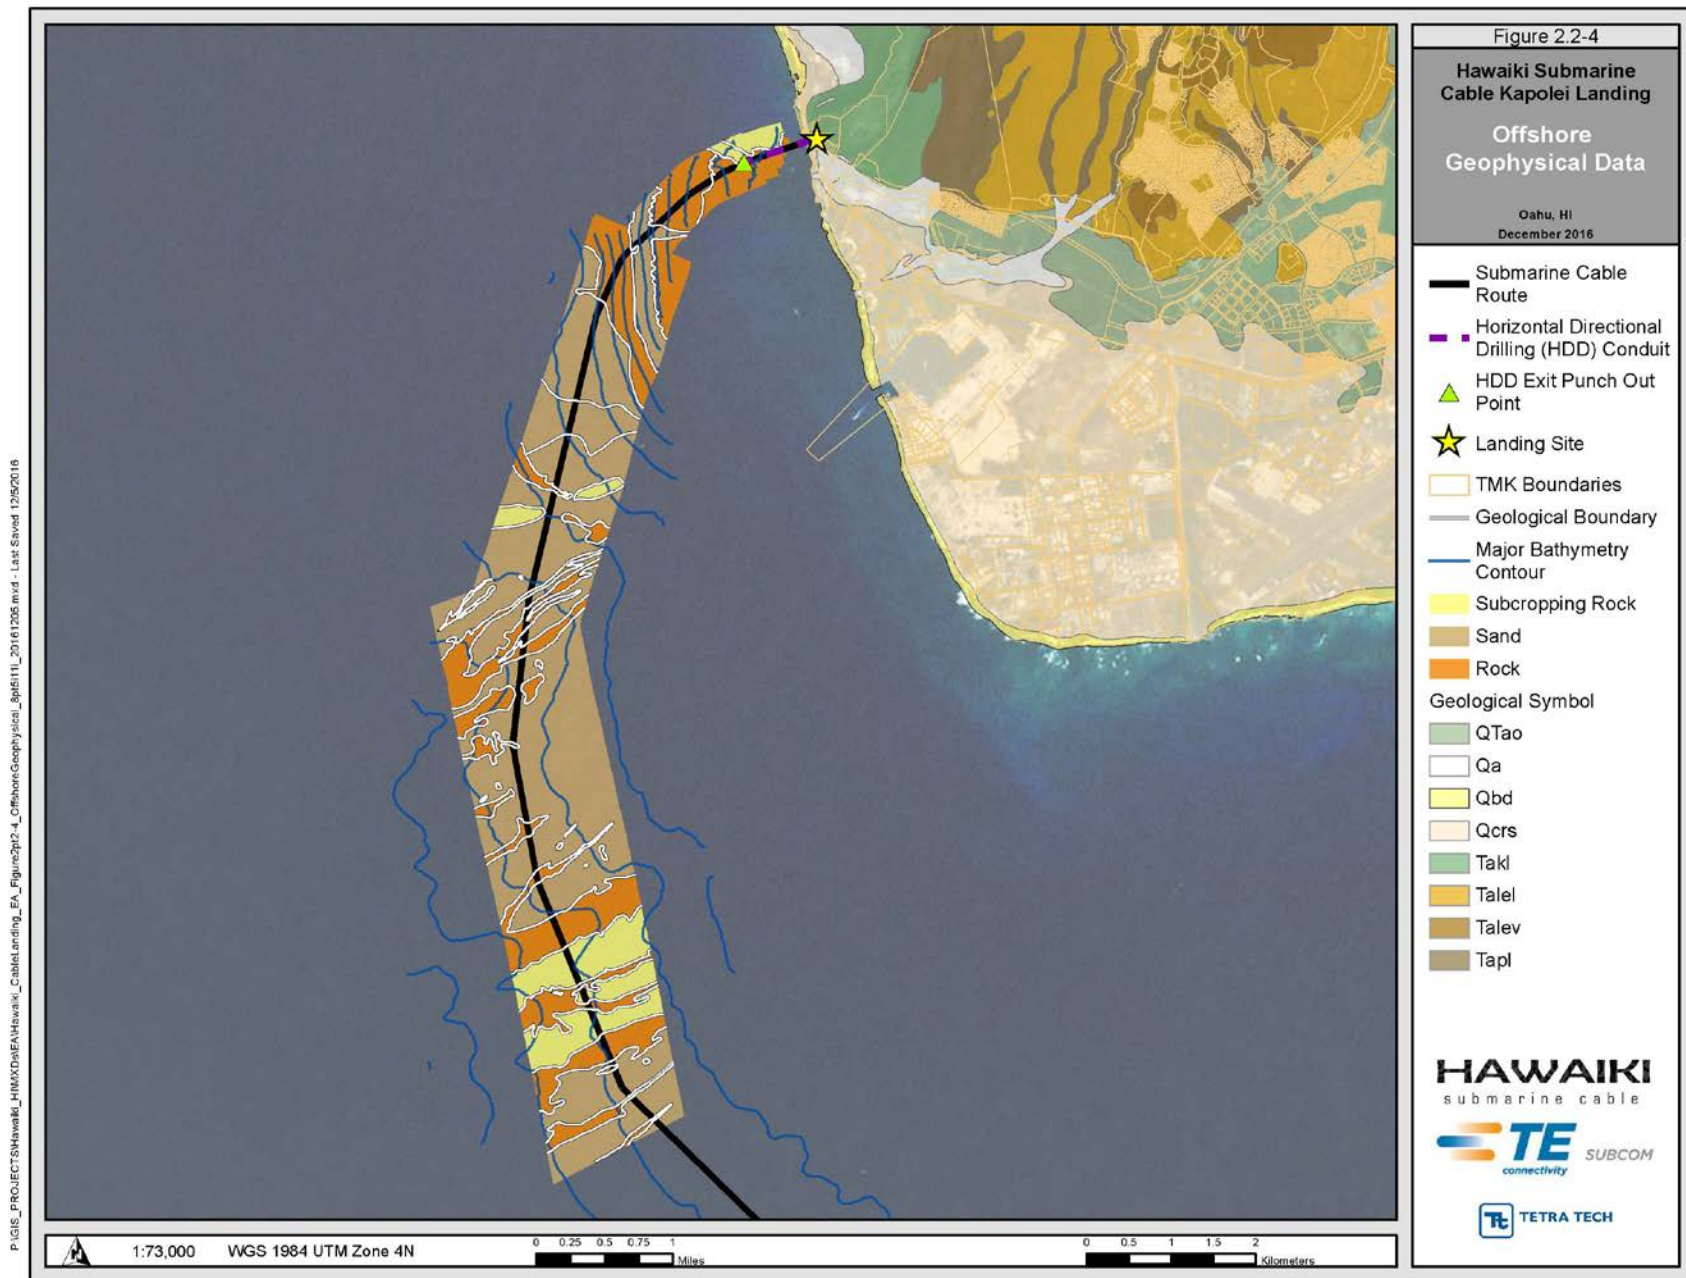 Figure 2.2-4
Hawaiki Submarine
Cable Kapolei Landing
Offshore
Geophysical Data
Oahu, HI
December 2016
Submarine Cable
Route
Horizontal Directional
Drilling (HDD) Conduit
HDD Exit Punch Out
Point
Landing Site
TMK Boundaries
Geological Boundary
Major Bathymetry
Contour
Subcropping Rock
Sand
Rock
Geological Symbol
QTao
Qa
Qbd
Qcrs
Takl
Talel
Talev
Tapl
HAWAIKI
submarine cable
TE
connectivity
SUBCOM
Tt
TETRA TECH
N
1:73,000
WGS 1984 UTM Zone 4N
0 0.25 0.5 0.75 1
Miles
0 0.5 1 1.5 2
Kilometers